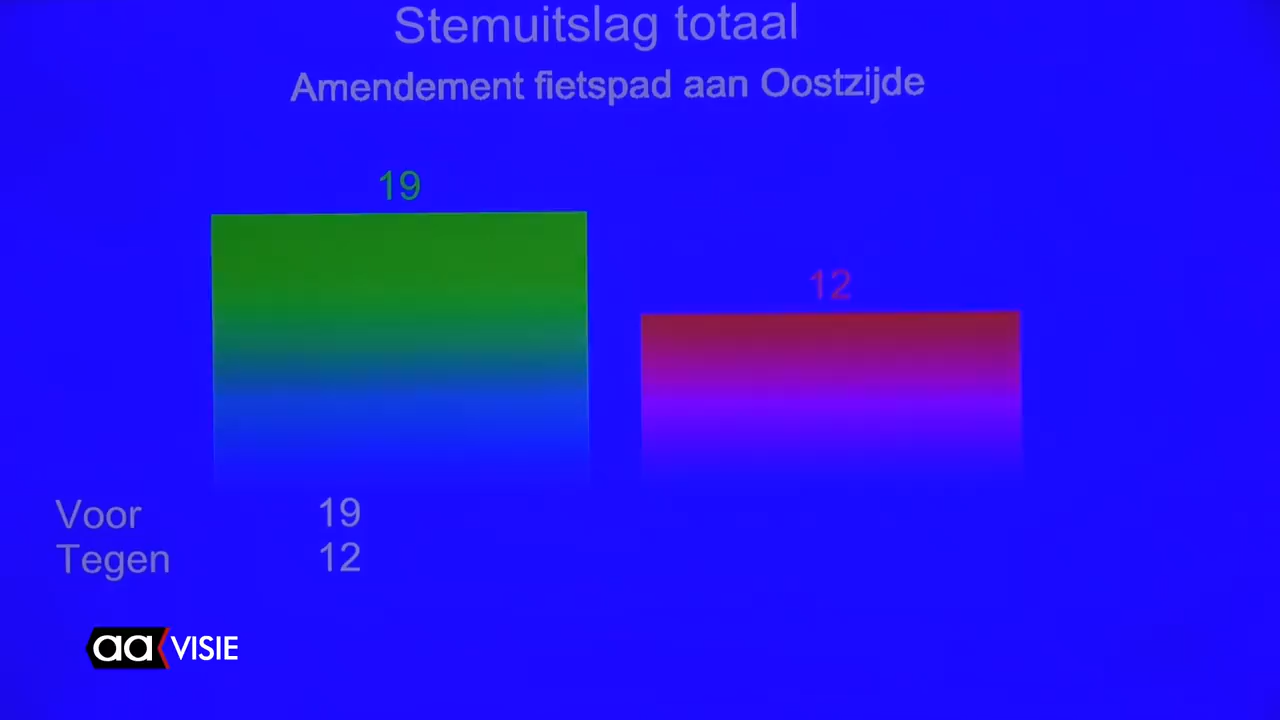 Stemuitslag totaal
Amendement fietspad aan Oostzijde
19
12
Voor 19
Tegen 12
aa VISIE